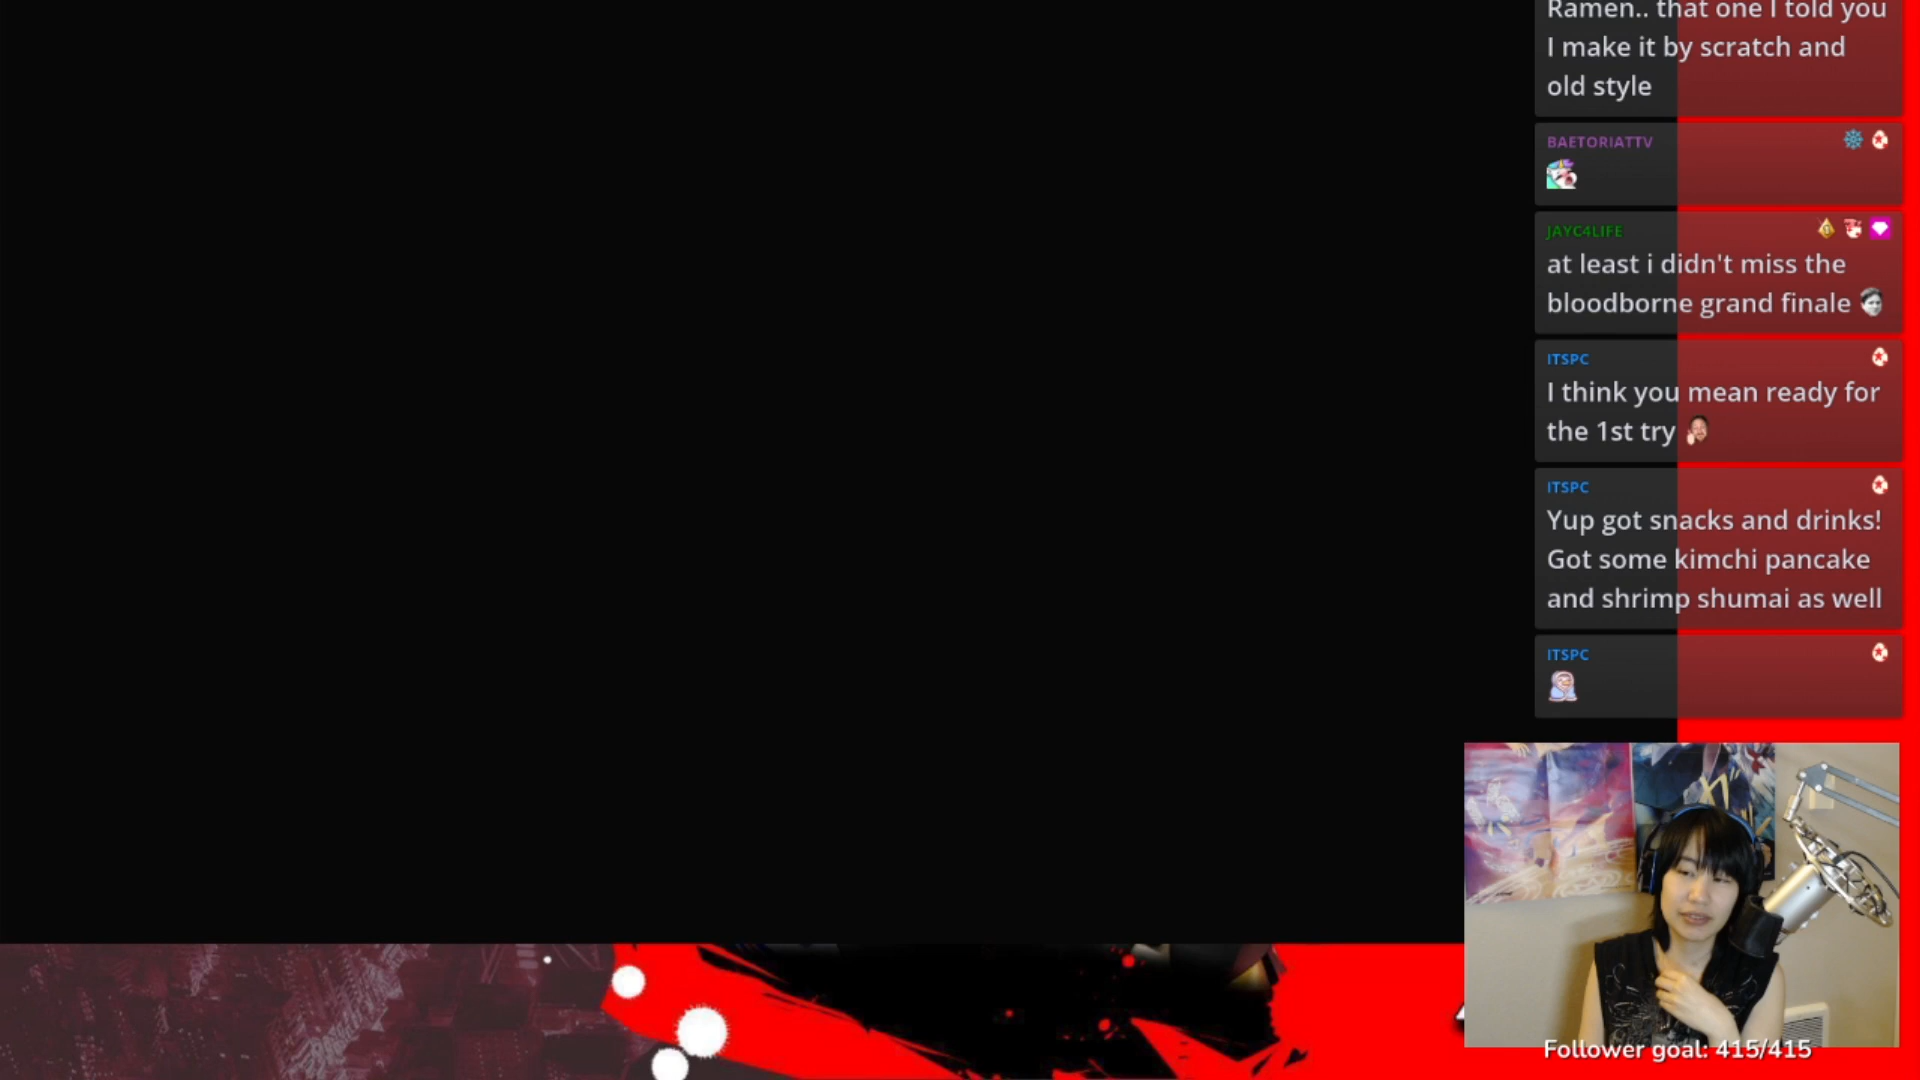 Ramen.. that one I told you
I make it by scratch and
old style
BAETORIATTV
JAYC4LIFE
at least i didn't miss the
bloodborne grand finale
ITSPC
I think you mean ready for
the 1st try
ITSPC
Yup got snacks and drinks!
Got some kimchi pancake
and shrimp shumai as well
ITSPC
Follower goal: 415/415